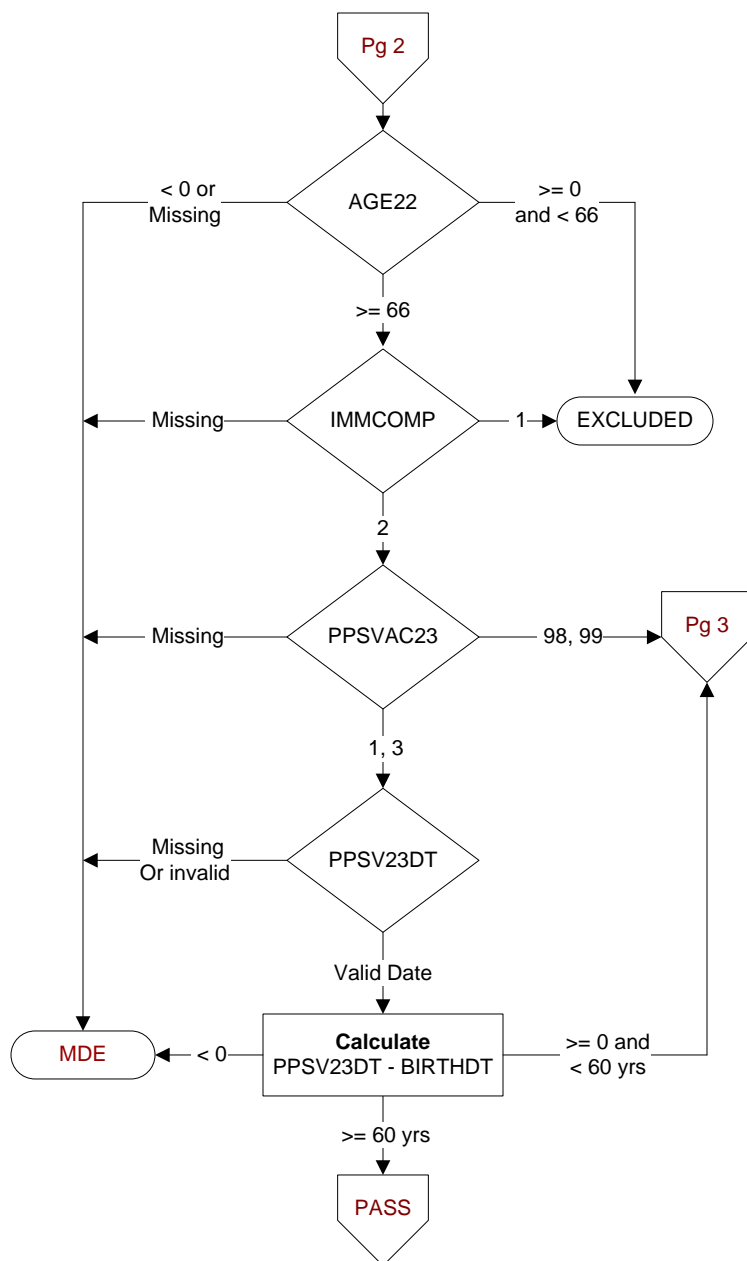 Pg 2
< 0 or
Missing
AGE22
>= 0
and < 66
>= 66
Missing
IMMCOMP
1
EXCLUDED
2
Missing
PPSVAC23
98, 99
Pg 3
1, 3
Missing
Or invalid
PPSV23DT
Valid Date
MDE
< 0
Calculate
PPSV23DT - BIRTHDT
>= 0 and
< 60 yrs
>= 60 yrs
PASS